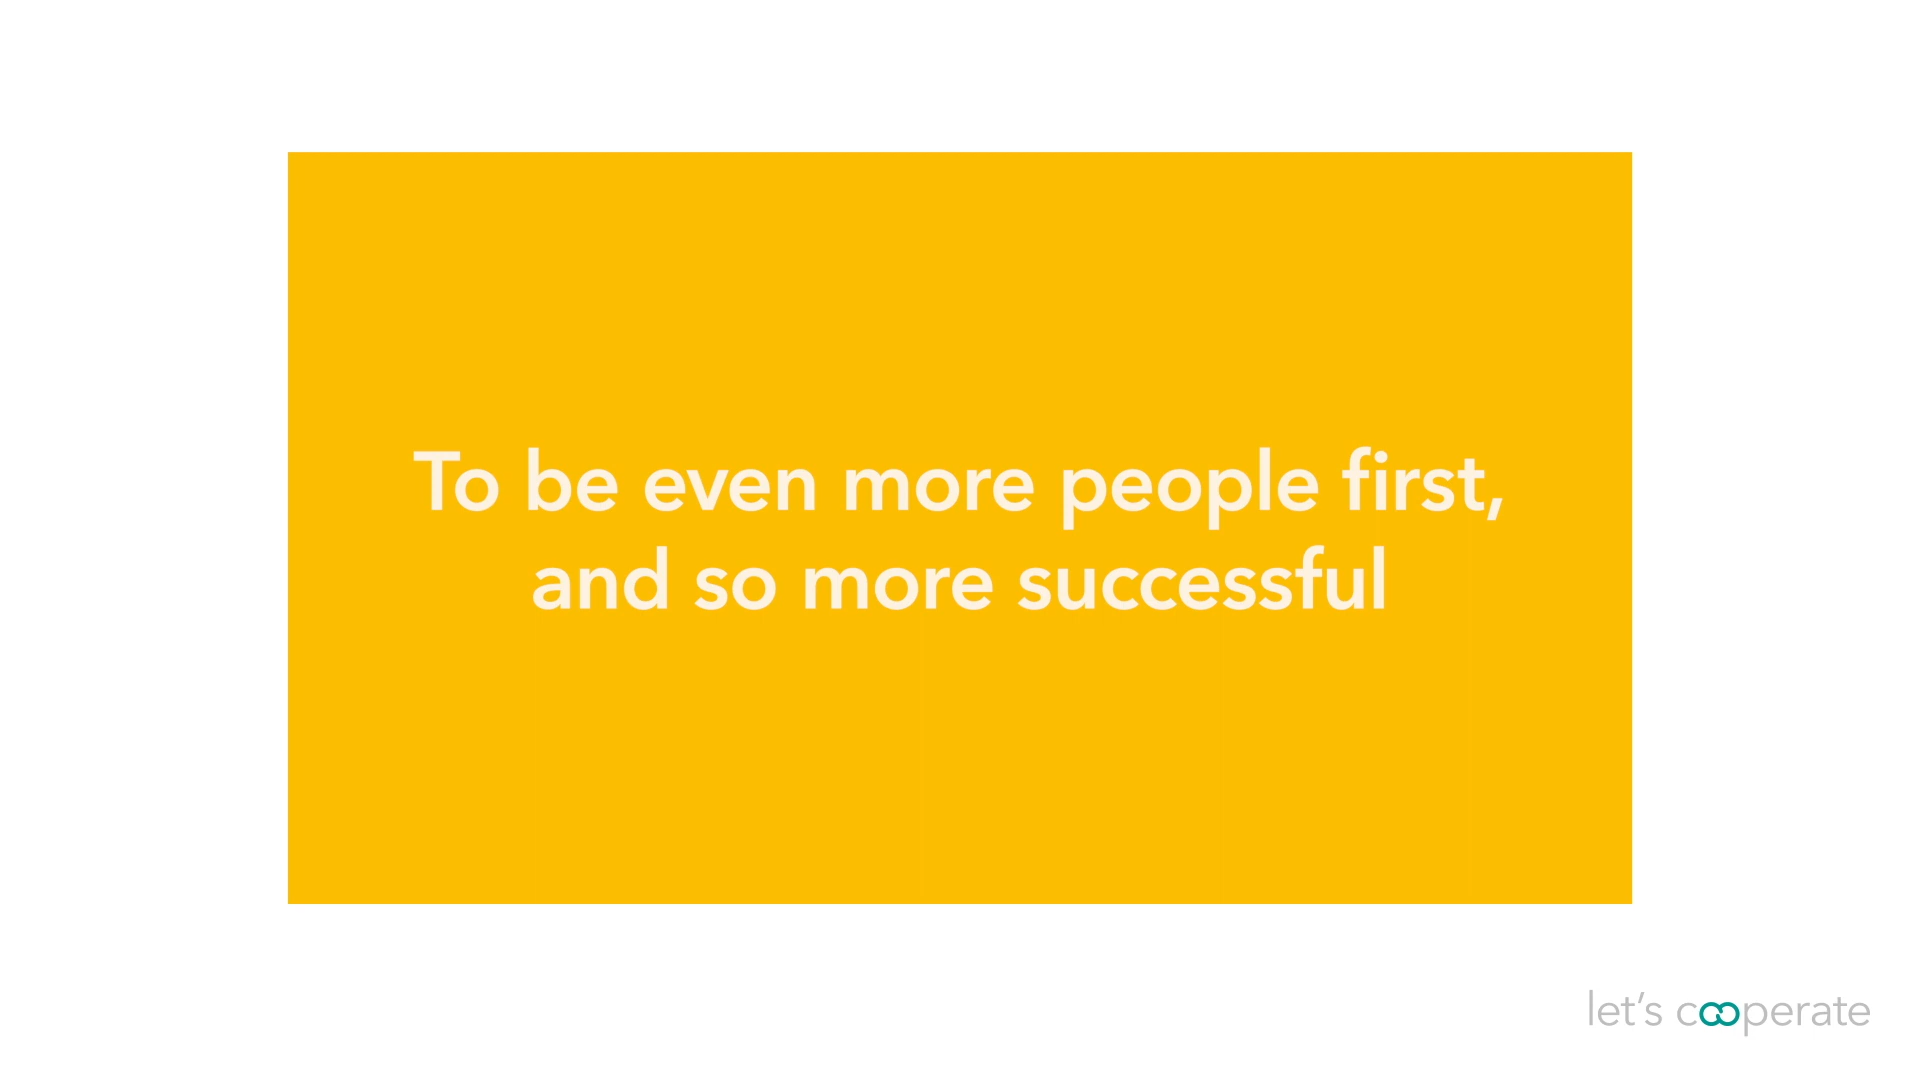 To be even more people first,
and so more successful
let's cooperate